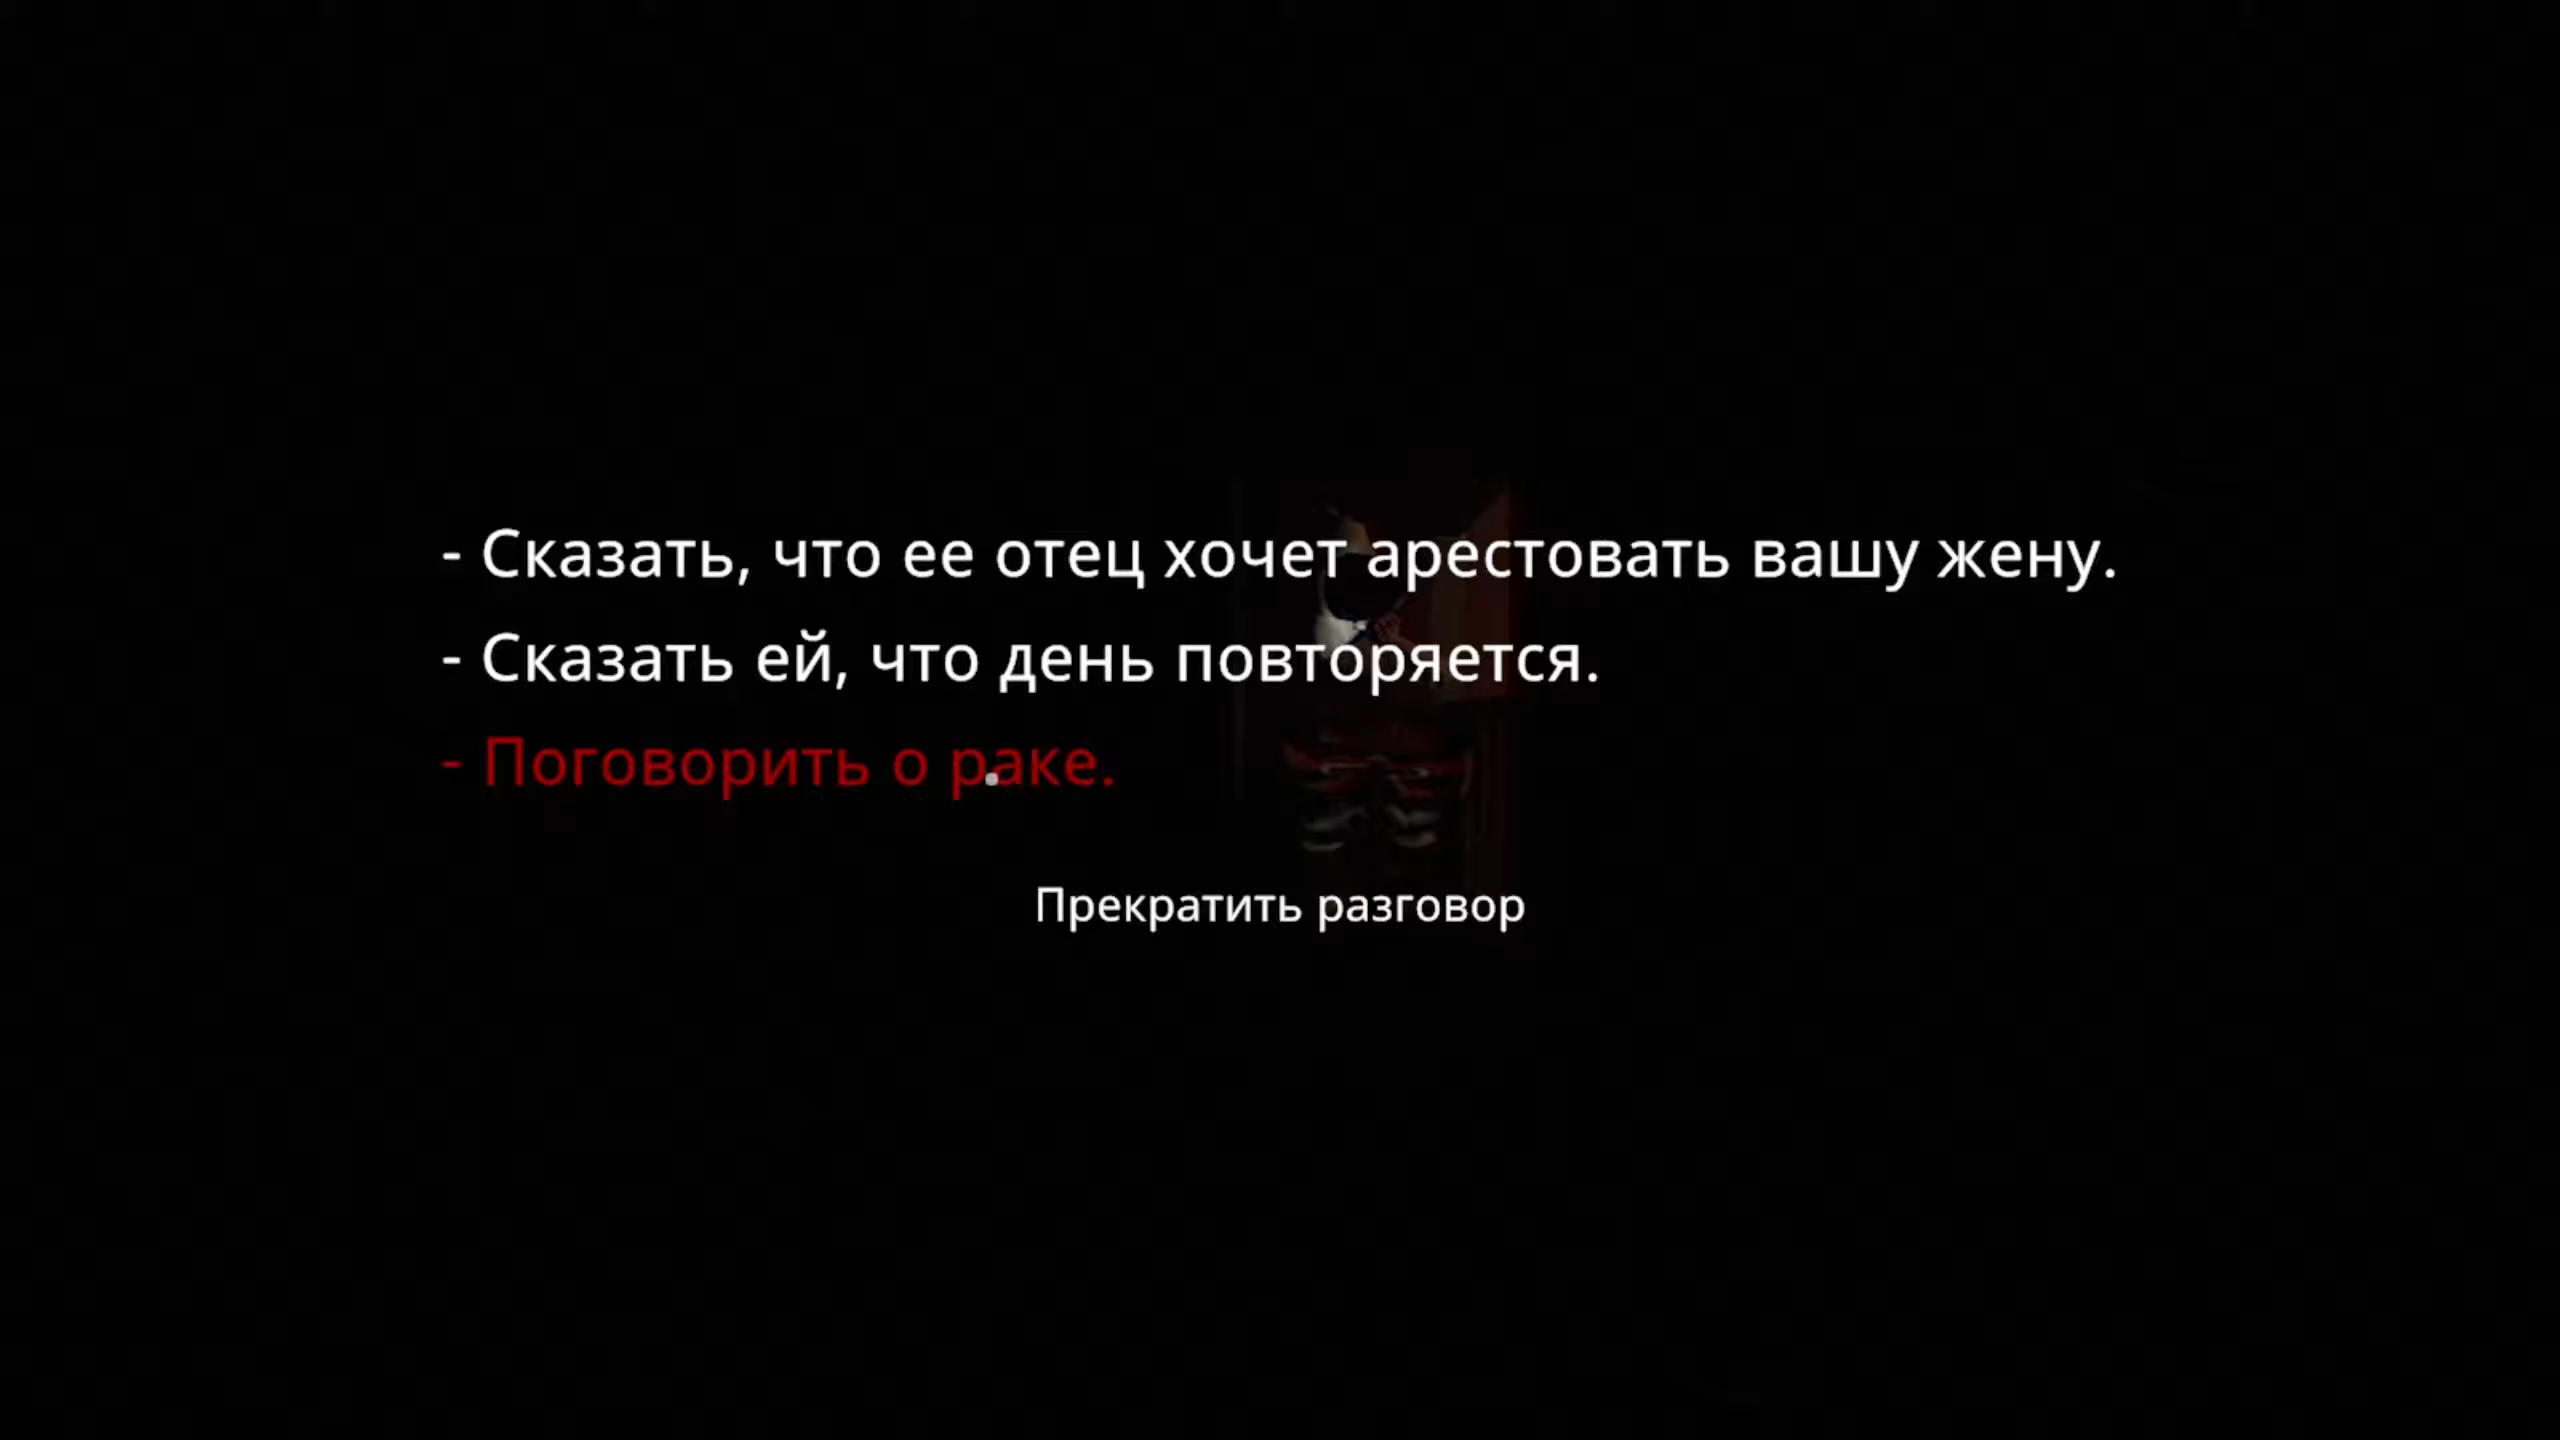 - Сказать, что ее отец хочет арестовать вашу жену.
- Сказать ей, что день повторяется.
- Поговорить о раке.
Прекратить разговор